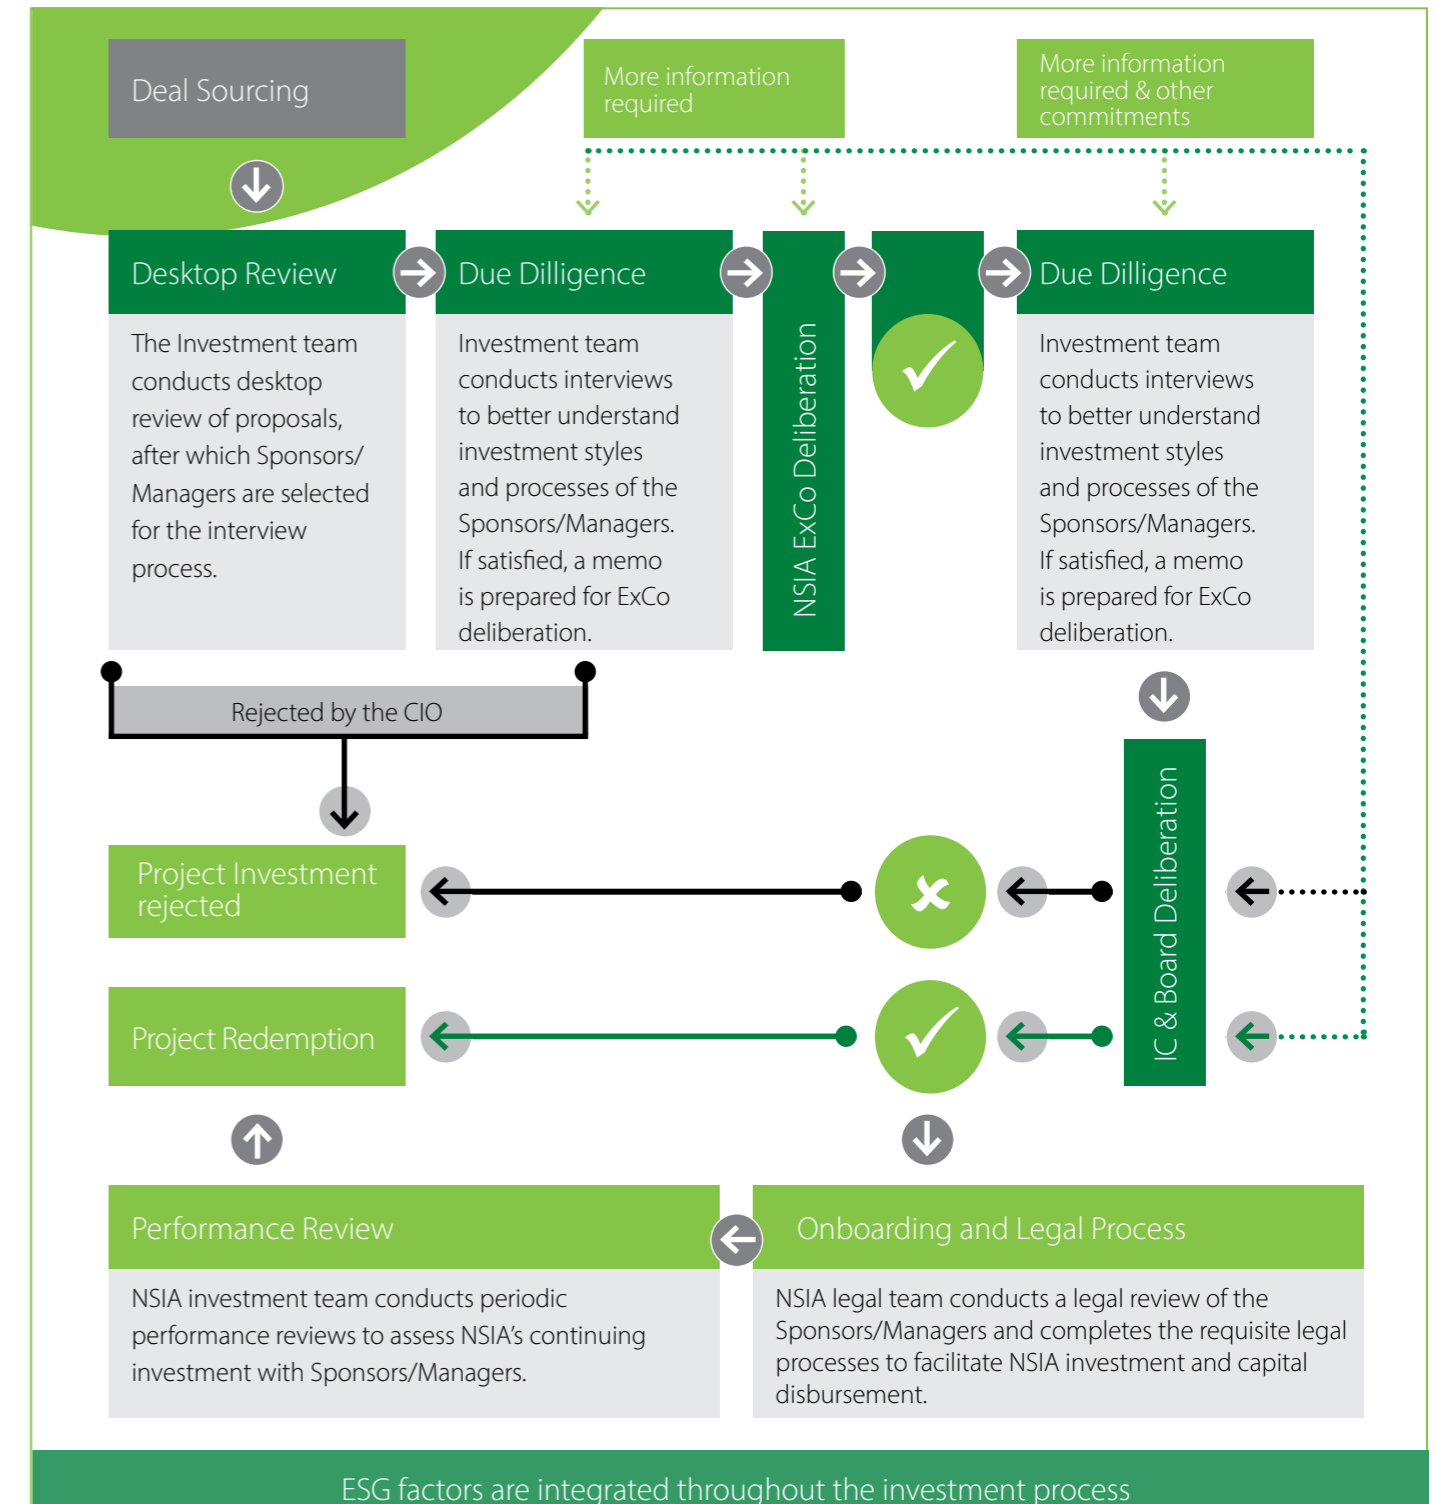 Deal Sourcing
More information
required
More information
required & other
commitments
Desktop Review
The Investment team
conducts desktop
review of proposals,
after which Sponsors/
Managers are selected
for the interview
process.
Due Dilligence
Investment team
conducts interviews
to better understand
investment styles
and processes of the
Sponsors/Managers.
If satisfied, a memo
is prepared for ExCo
deliberation.
NSIA ExCo Deliberation
Due Dilligence
Investment team
conducts interviews
to better understand
investment styles
and processes of the
Sponsors/Managers.
If satisfied, a memo
is prepared for ExCo
deliberation.
Rejected by the CIO
IC & Board Deliberation
Project Investment
rejected
Project Redemption
Performance Review
NSIA investment team conducts periodic
performance reviews to assess NSIA's continuing
investment with Sponsors/Managers.
Onboarding and Legal Process
NSIA legal team conducts a legal review of the
Sponsors/Managers and completes the requisite legal
processes to facilitate NSIA investment and capital
disbursement.
ESG factors are integrated throughout the investment process